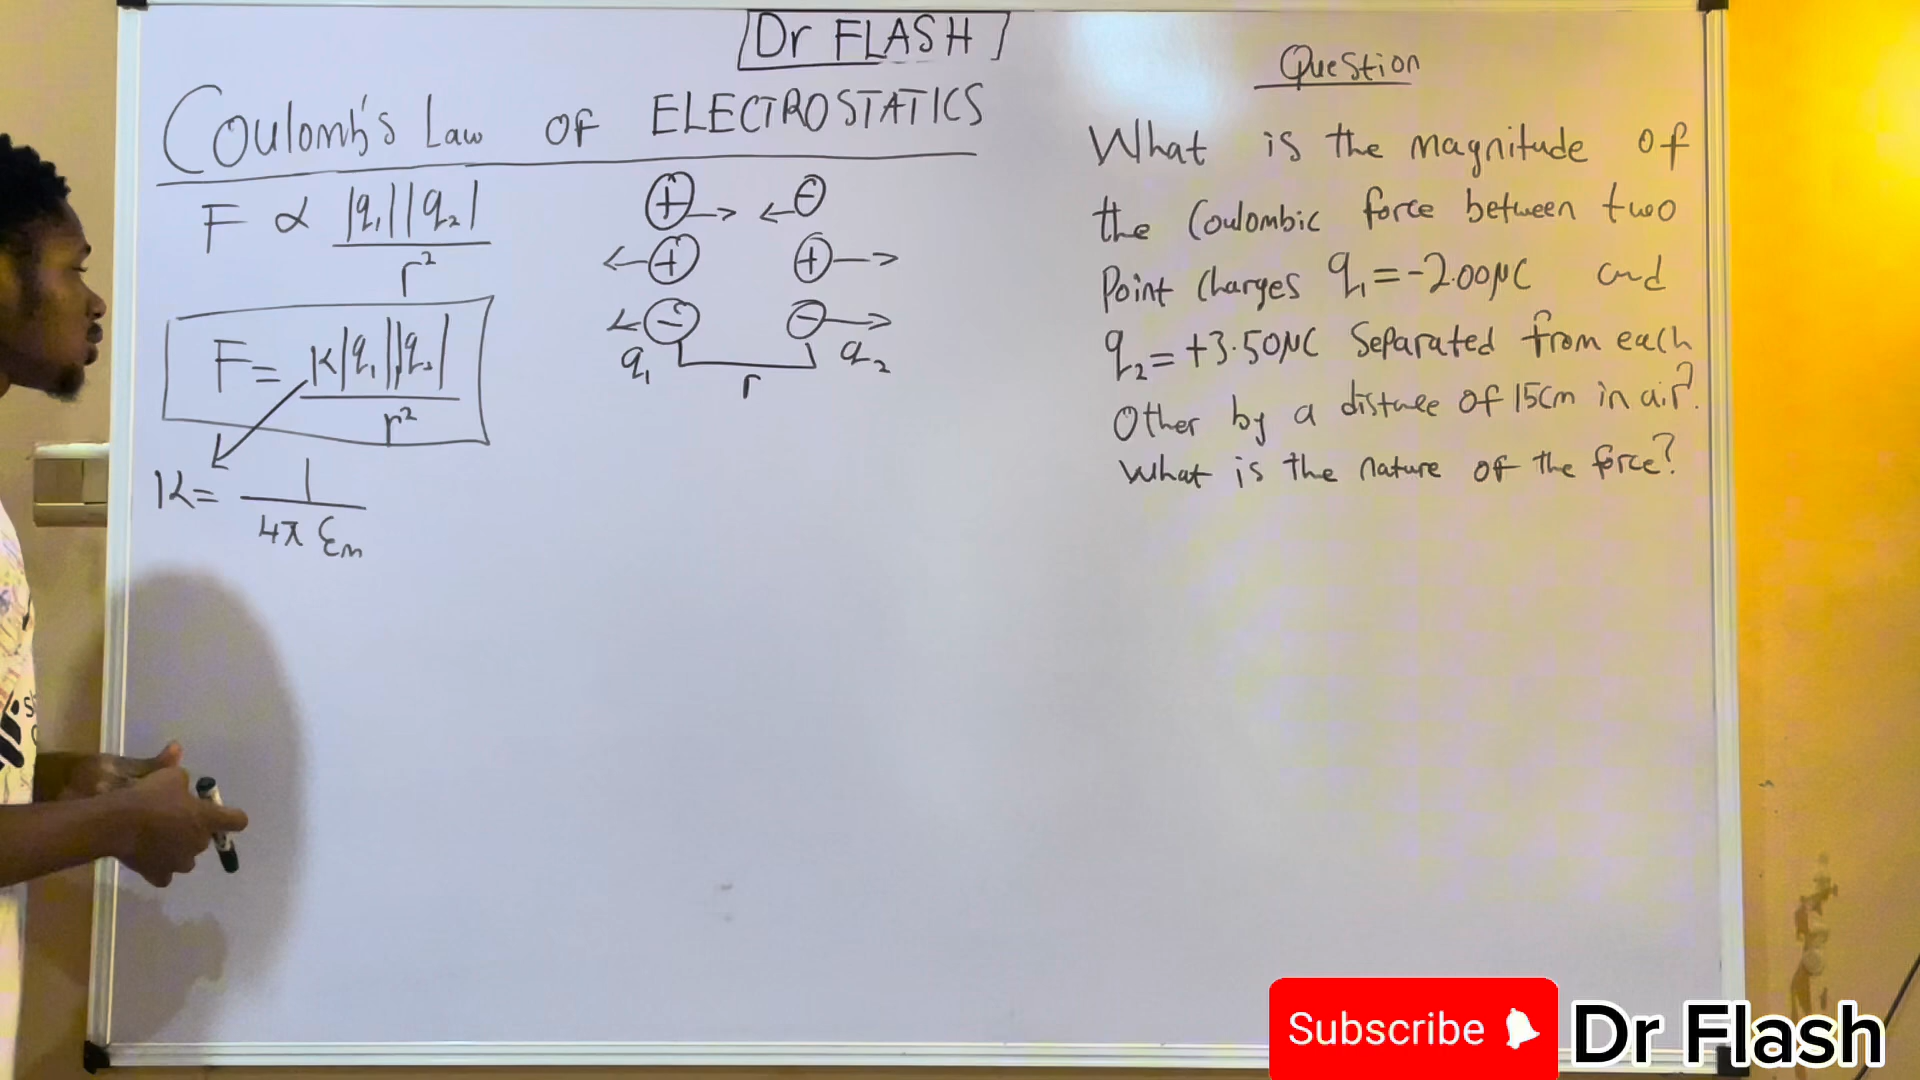 Dr FLASH
Coulomb's Law OF ELECTROSTATICS
F ∝ |q₁||q₂| / r²
F = K|q₁||q₂| / r²
K = 1 / 4π Ɛm
+ → ← -
← + + →
← - - →
q₁ r q₂
Question
What is the magnitude of
the Coulombic force between two
Point Charges q₁ = -2.00μC and
q₂ = +3.50μC Separated from each
Other by a distance of 15cm in air?
What is the nature of the force?
Subscribe
Dr Flash